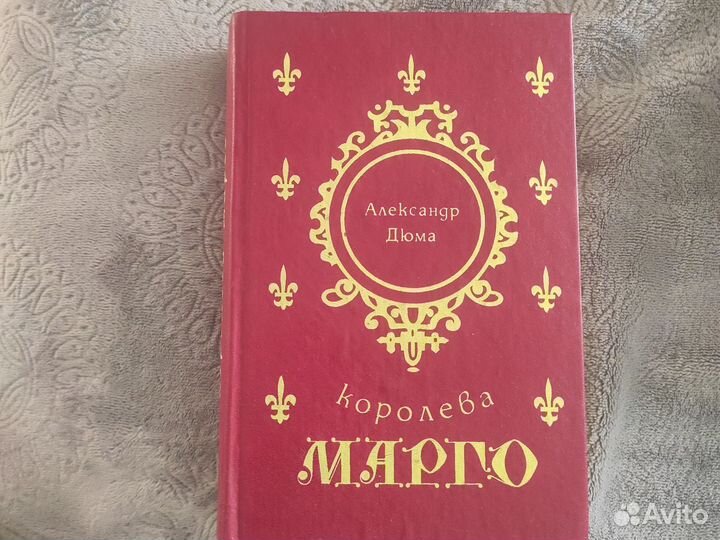 Александр
Дюма
королева
МАРГО
Avito